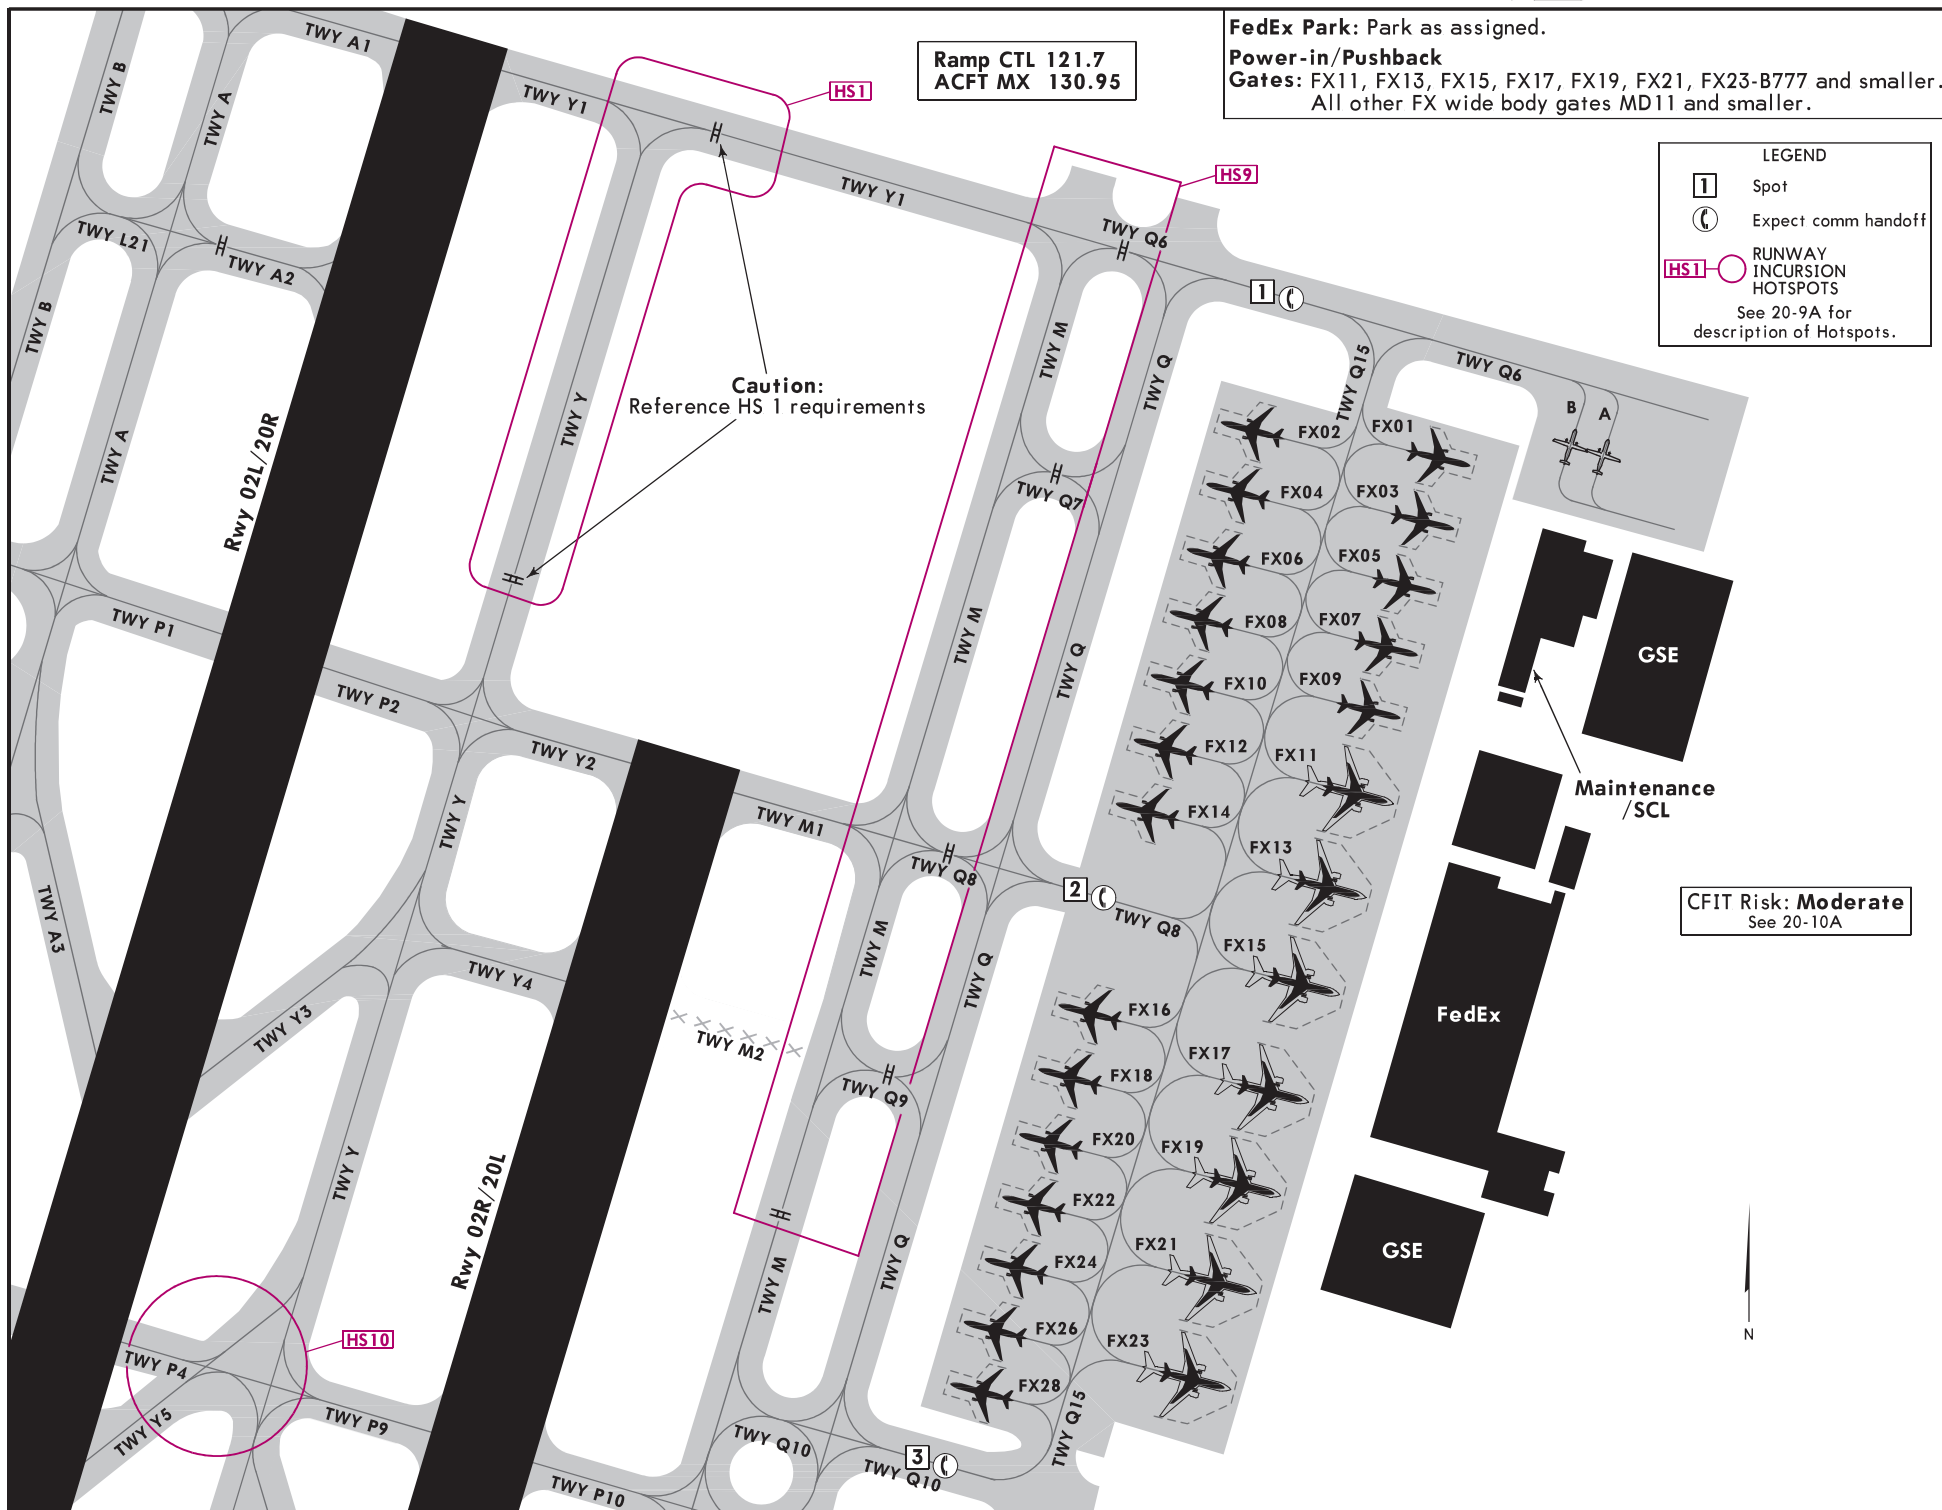 FedEx Park: Park as assigned.
Power-in/Pushback
Gates: FX11, FX13, FX15, FX17, FX19, FX21, FX23-B777 and smaller.
All other FX wide body gates MD11 and smaller.
Ramp CTL 121.7
ACFT MX 130.95
LEGEND
1 Spot
Expect comm handoff
HS1 RUNWAY
INCURSION
HOTSPOTS
See 20-9A for
description of Hotspots.
TWY A1
TWY B
TWY A
TWY Y1
HS1
TWY Y1
HS9
TWY Q6
TWY L21
TWY A2
1
TWY B
TWY M
TWY Q
TWY Q15
TWY Q6
B
A
Caution:
Reference HS 1 requirements
TWY Y
TWY A
Rwy 02L/20R
FX02
FX01
FX04
FX03
TWY Q7
FX06
FX05
FX08
FX07
TWY P1
TWY M
TWY Q
FX10
FX09
GSE
TWY P2
TWY Y2
FX12
FX11
Maintenance
/SCL
TWY Y
TWY M1
FX14
FX13
TWY Q8
2
TWY Q8
CFIT Risk: Moderate
See 20-10A
TWY A3
TWY M
TWY Q
FX15
TWY Y4
TWY Y3
TWY M2
FX16
FedEx
FX17
FX18
TWY Q9
FX20
FX19
TWY Y
Rwy 02R/20L
FX22
FX21
TWY M
TWY Q
FX24
GSE
FX26
FX23
HS10
N
TWY P4
FX28
TWY Y5
TWY P9
TWY Q15
TWY Q10
3
TWY Q10
TWY P10